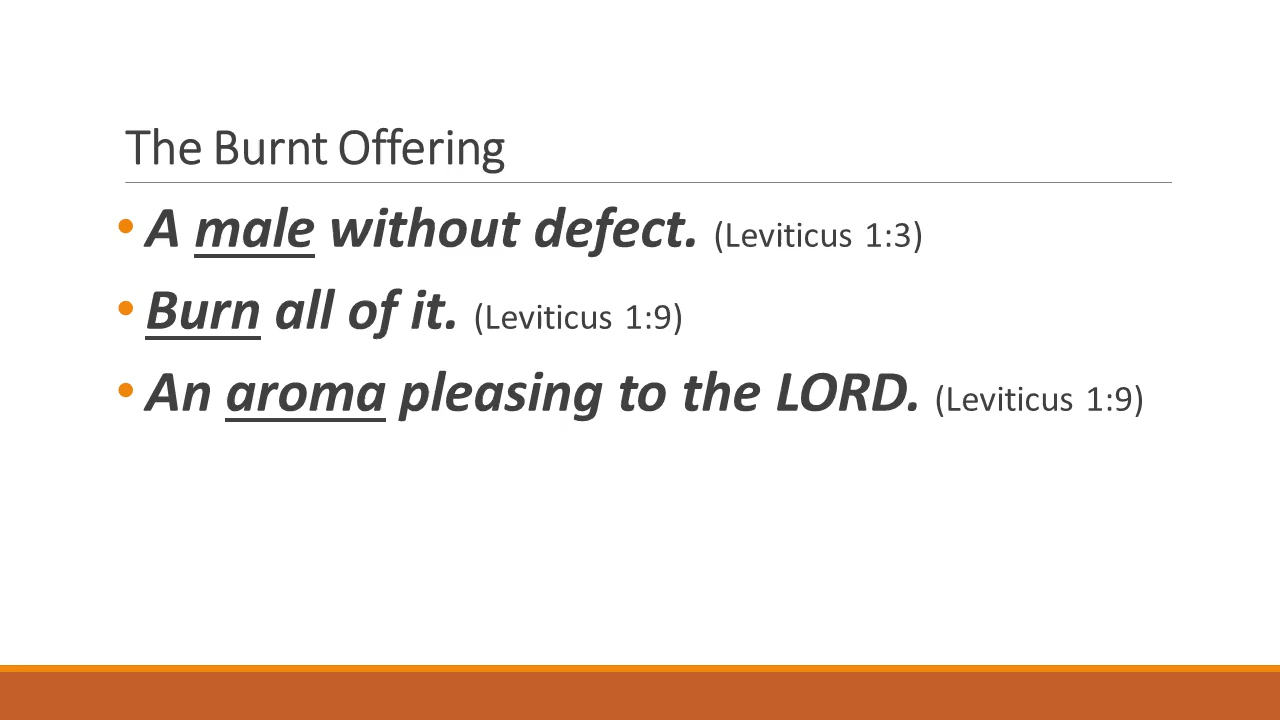 The Burnt Offering
• A male without defect. (Leviticus 1:3)
• Burn all of it. (Leviticus 1:9)
• An aroma pleasing to the LORD. (Leviticus 1:9)